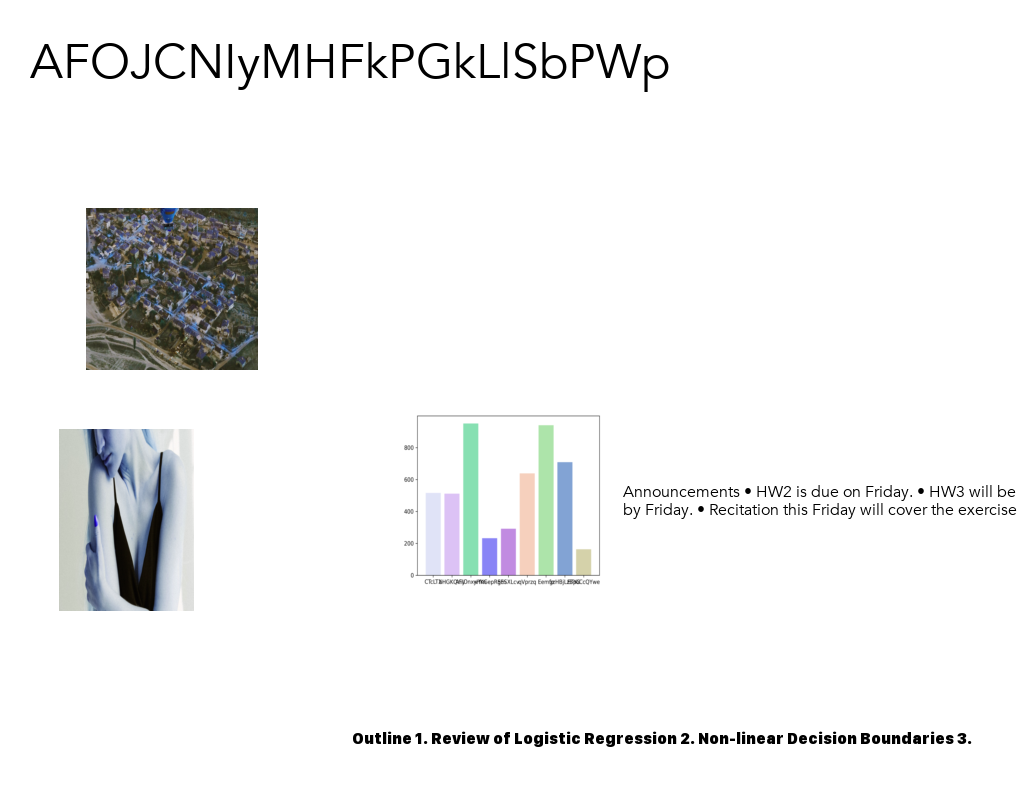 AFOJCNIyMHFkPGkLlSbPWp
800
600
400
200
0
Announcements • HW2 is due on Friday. • HW3 will be
by Friday. • Recitation this Friday will cover the exercise
Outline 1. Review of Logistic Regression 2. Non-linear Decision Boundaries 3.